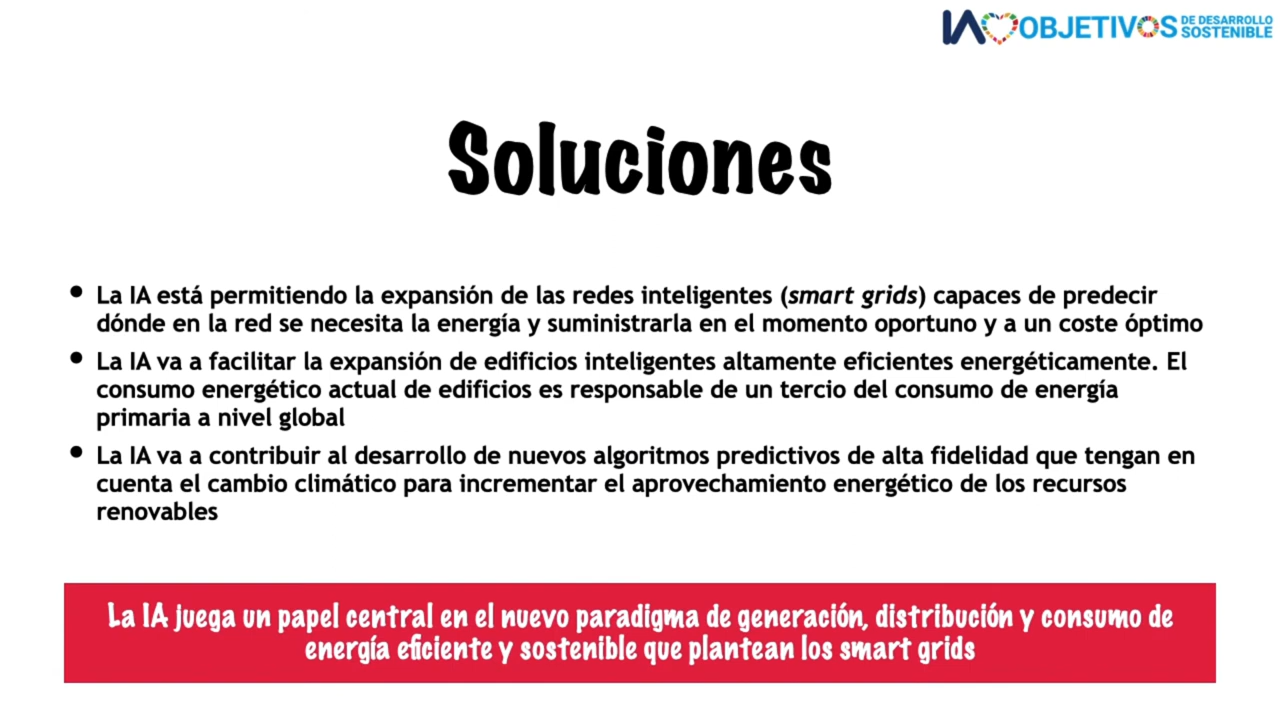 IA OBJETIVOS DE DESARROLLO
SOSTENIBLE
Soluciones
• La IA está permitiendo la expansión de las redes inteligentes (smart grids) capaces de predecir
dónde en la red se necesita la energía y suministrarla en el momento oportuno y a un coste óptimo
• La IA va a facilitar la expansión de edificios inteligentes altamente eficientes energéticamente. El
consumo energético actual de edificios es responsable de un tercio del consumo de energía
primaria a nivel global
• La IA va a contribuir al desarrollo de nuevos algoritmos predictivos de alta fidelidad que tengan en
cuenta el cambio climático para incrementar el aprovechamiento energético de los recursos
renovables
La IA juega un papel central en el nuevo paradigma de generación, distribución y consumo de
energía eficiente y sostenible que plantean los smart grids